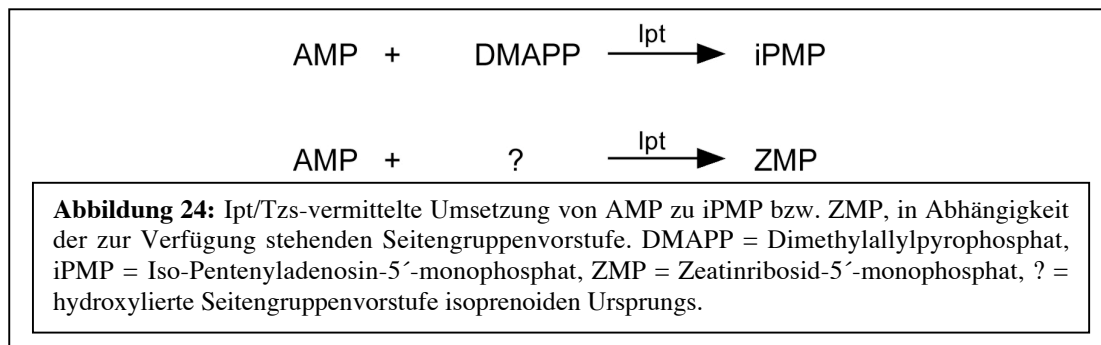 Ipt
AMP + DMAPP iPMP
Ipt
AMP + ? ZMP
Abbildung 24: Ipt/Tzs-vermittelte Umsetzung von AMP zu iPMP bzw. ZMP, in Abhängigkeit
der zur Verfügung stehenden Seitengruppenvorstufe. DMAPP = Dimethylallylpyrophosphat,
iPMP = Iso-Pentenyladenosin-5´-monophosphat, ZMP = Zeatinribosid-5´-monophosphat, ? =
hydroxylierte Seitengruppenvorstufe isoprenoiden Ursprungs.